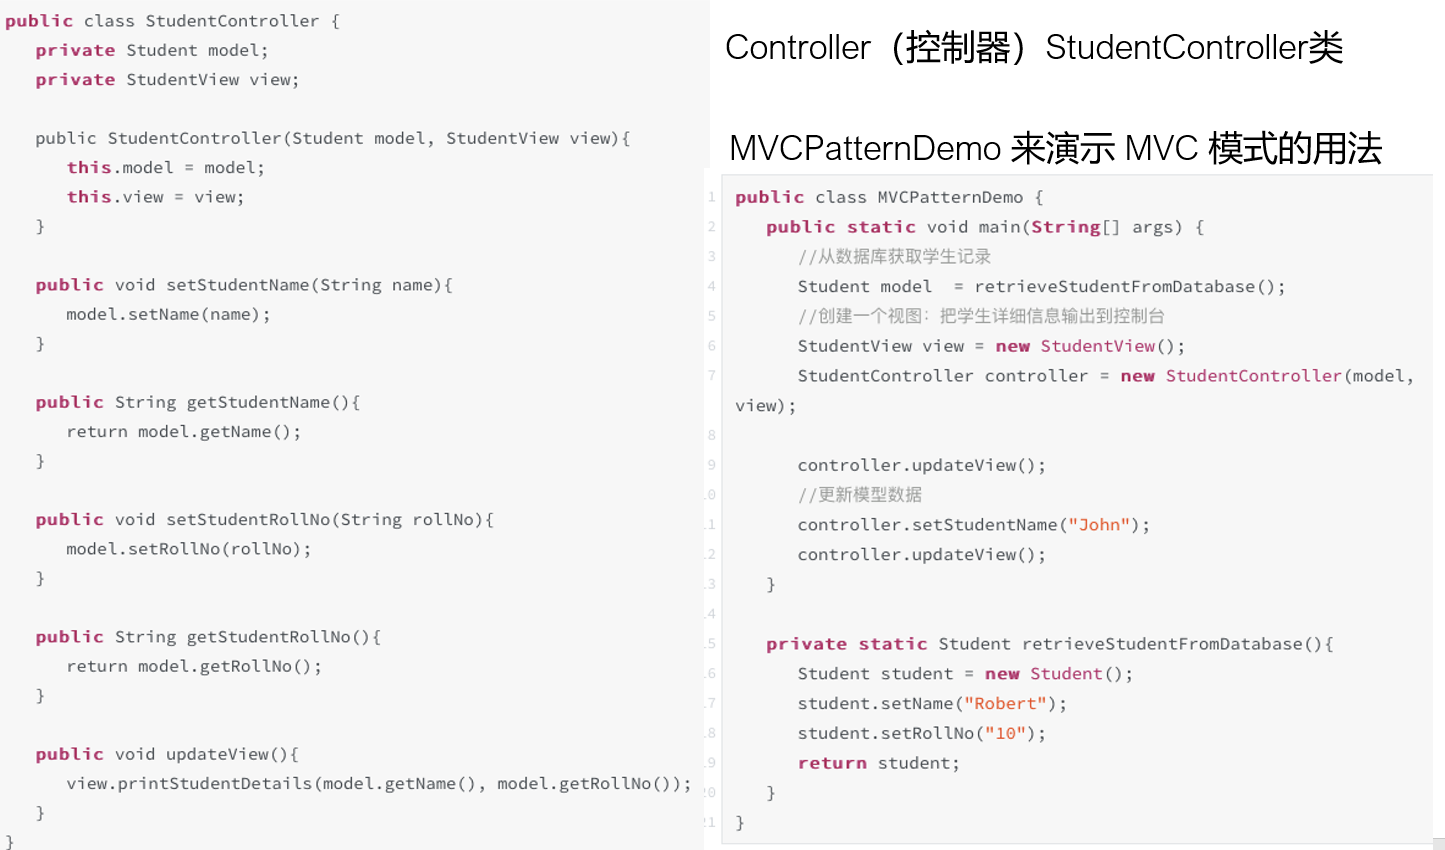 public class StudentController {
private Student model;
private StudentView view;
public StudentController(Student model, StudentView view){
this.model = model;
this.view = view;
}
public void setStudentName(String name){
model.setName(name);
}
public String getStudentName(){
return model.getName();
}
public void setStudentRollNo(String rollNo){
model.setRollNo(rollNo);
}
public String getStudentRollNo(){
return model.getRollNo();
}
public void updateView(){
view.printStudentDetails(model.getName(), model.getRollNo());
}
}
Controller（控制器）StudentController类
MVCPatternDemo 来演示 MVC 模式的用法
1 public class MVCPatternDemo {
2 public static void main(String[] args) {
3 //从数据库获取学生记录
4 Student model  = retrieveStudentFromDatabase();
5 //创建一个视图：把学生详细信息输出到控制台
6 StudentView view = new StudentView();
7 StudentController controller = new StudentController(model,
view);
8
9 controller.updateView();
10 //更新模型数据
11 controller.setStudentName("John");
12 controller.updateView();
13 }
14
15 private static Student retrieveStudentFromDatabase(){
16 Student student = new Student();
17 student.setName("Robert");
18 student.setRollNo("10");
19 return student;
20 }
21 }